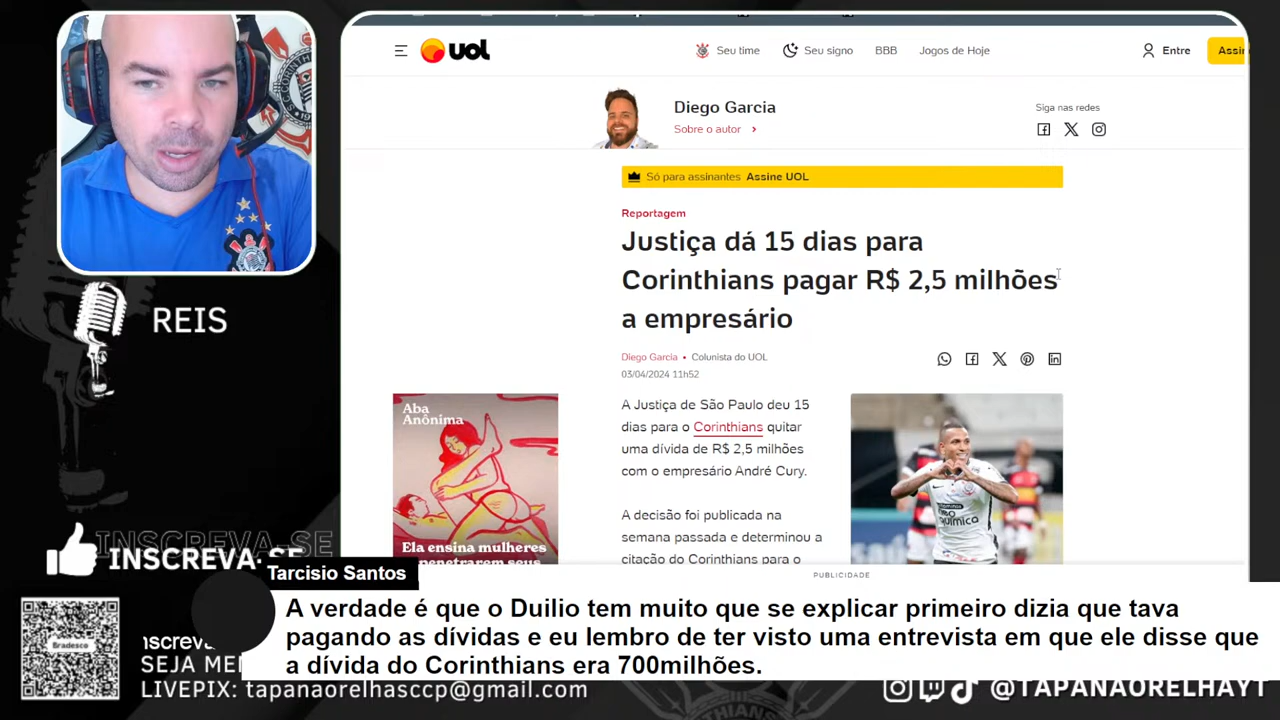 uol
Seu time
Seu signo
BBB
Jogos de Hoje
Entre
Diego Garcia
Sobre o autor
Siga nas redes
Só para assinantes Assine UOL
Reportagem
Justiça dá 15 dias para
Corinthians pagar R$ 2,5 milhões
a empresário
Diego Garcia • Colunista do UOL
03/04/2024 11h52
A Justiça de São Paulo deu 15
dias para o Corinthians quitar
uma dívida de R$ 2,5 milhões
com o empresário André Cury.
A decisão foi publicada na
semana passada e determinou a
citação do Corinthians para o
Aba
Anônima
Ela ensina mulheres
PUBLICIDADE
REIS
INSCREVA-SE
INSCREVA-SE
Tarcisio Santos
A verdade é que o Duilio tem muito que se explicar primeiro dizia que tava
pagando as dívidas e eu lembro de ter visto uma entrevista em que ele disse que
a dívida do Corinthians era 700milhões.
Bradesco
SEJA
LIVEPIX: tapanaorelhasccp@gmail.com
@TAPANAORELHAYT